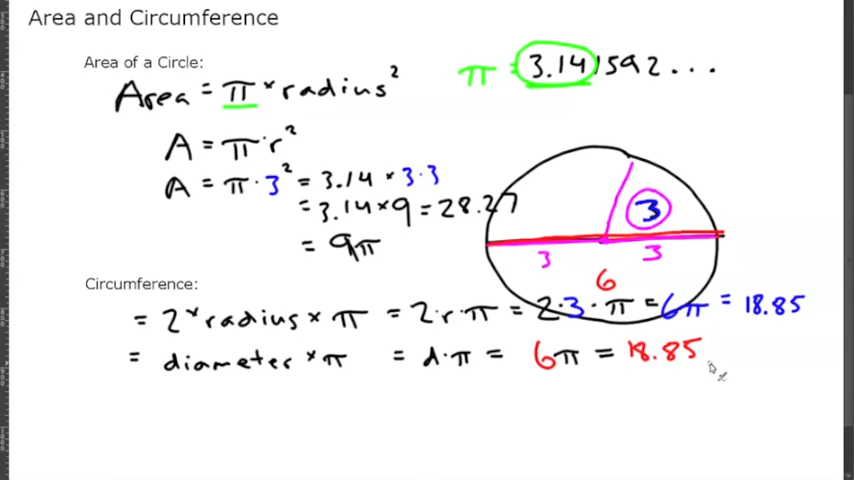 Area and Circumference
Area of a Circle:
Area = π × radius²
π = 3.141592...
A = π · r²
A = π · 3² = 3.14 × 3 · 3
= 3.14 × 9 = 28.27
= 9π
3
3
3
6
Circumference:
= 2 × radius × π = 2 · r · π = 2 · 3 · π = 6π = 18.85
= diameter × π = d · π = 6π = 18.85